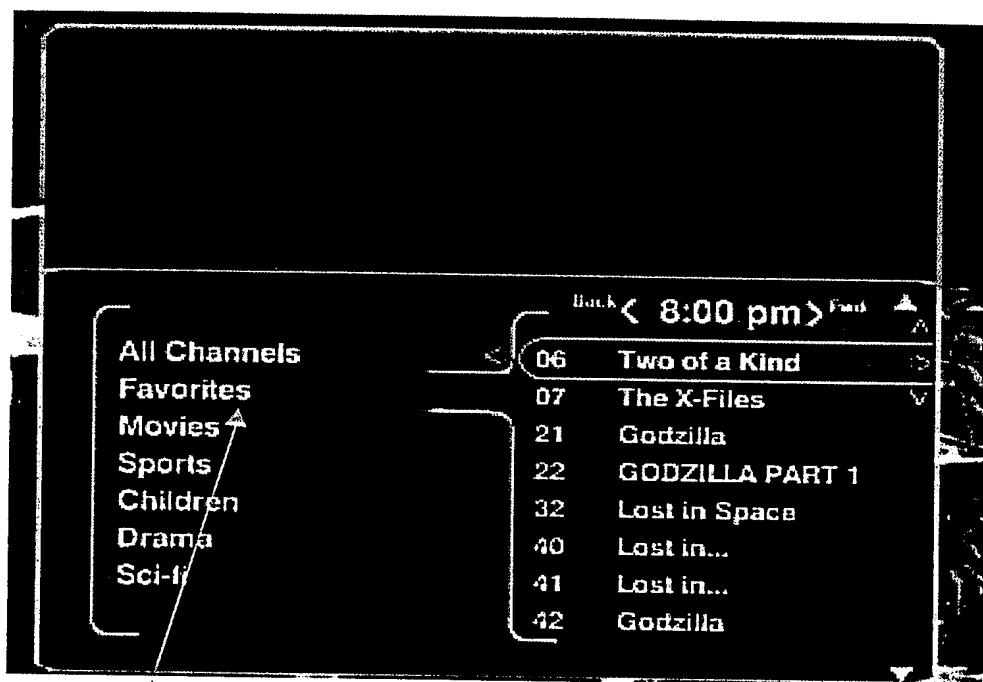 Back < 8:00 pm > Fwd
All Channels
Favorites
Movies
Sports
Children
Drama
Sci-fi
06 Two of a Kind
07 The X-Files
21 Godzilla
22 GODZILLA PART 1
32 Lost in Space
40 Lost in...
41 Lost in...
42 Godzilla